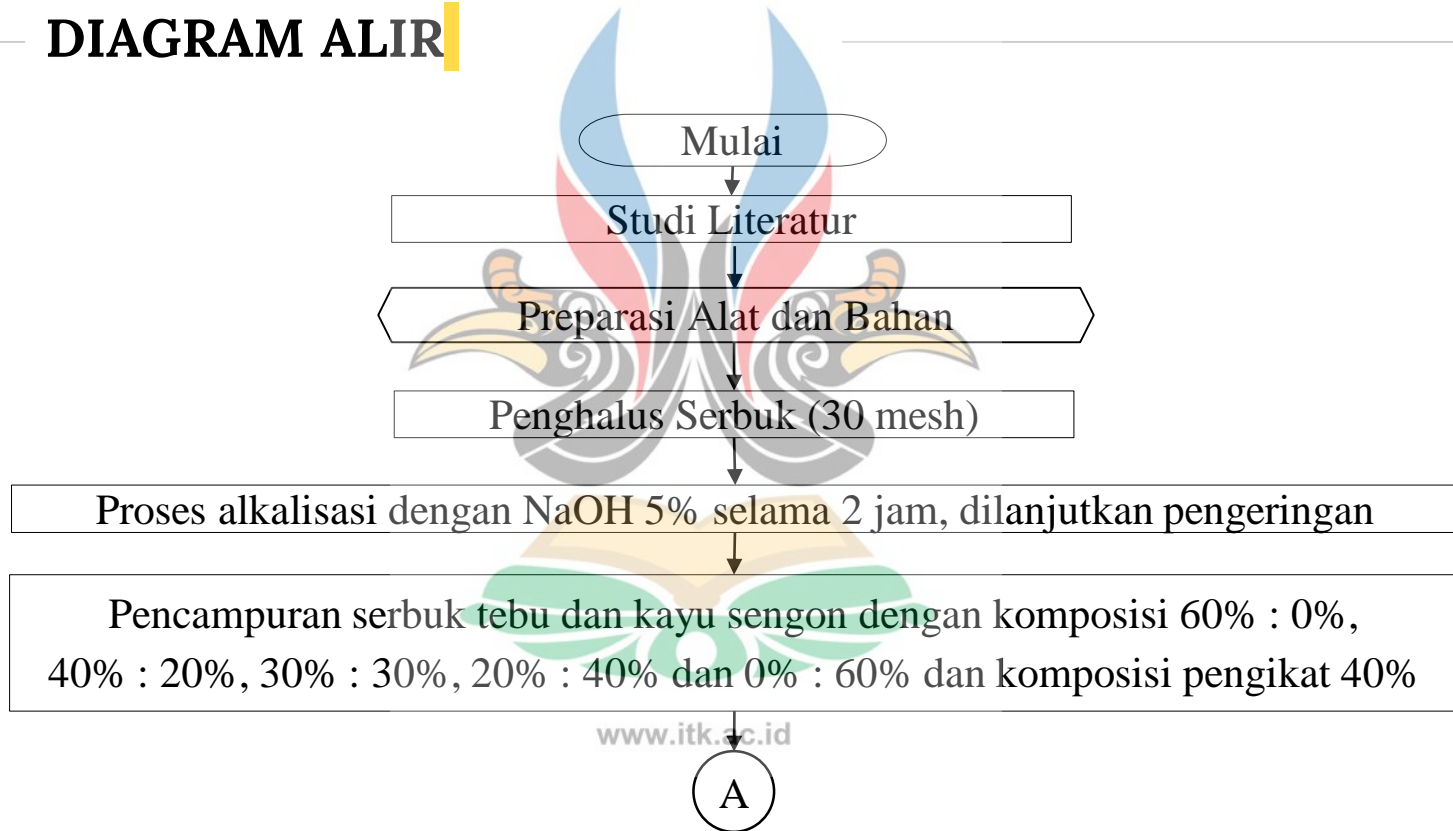 DIAGRAM ALIR
Mulai
Studi Literatur
Preparasi Alat dan Bahan
Penghalus Serbuk (30 mesh)
Proses alkalisasi dengan NaOH 5% selama 2 jam, dilanjutkan pengeringan
Pencampuran serbuk tebu dan kayu sengon dengan komposisi 60% : 0%,
40% : 20%, 30% : 30%, 20% : 40% dan 0% : 60% dan komposisi pengikat 40%
www.itk.ac.id
A